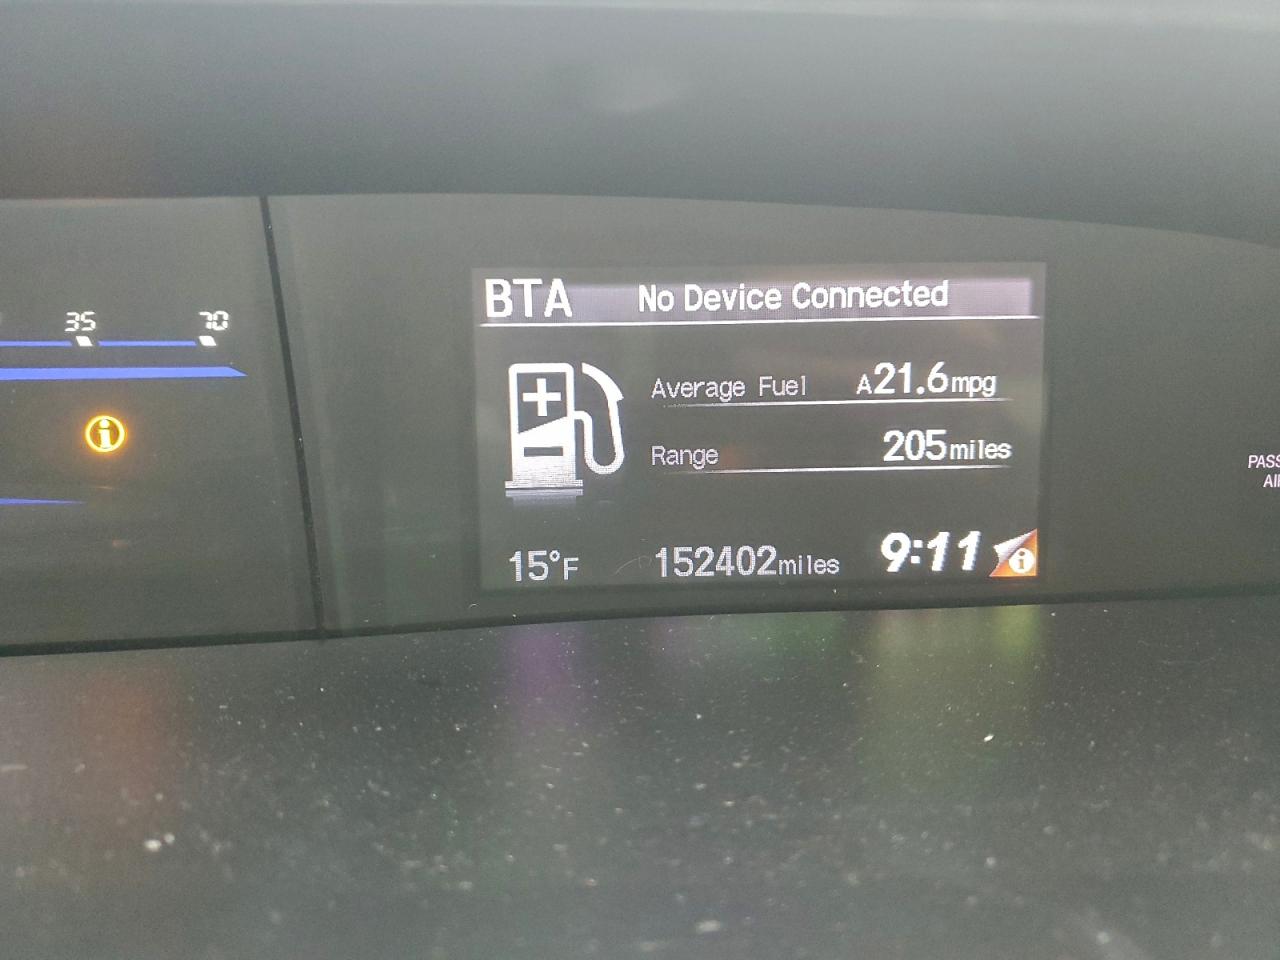 BTA No Device Connected
35 70
Average Fuel A21.6mpg
Range 205miles
PASS
15°F 152402miles 9:11